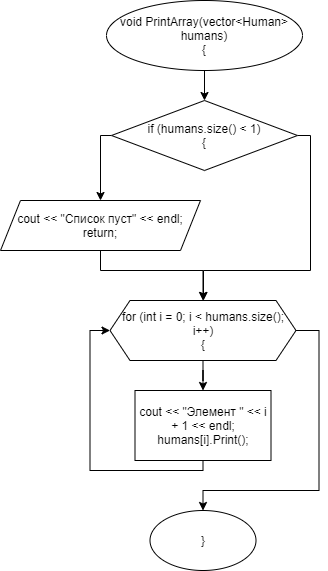 void PrintArray(vector<Human>
humans)
{
if (humans.size() < 1)
{
cout << "Список пуст" << endl;
return;
for (int i = 0; i < humans.size();
i++)
{
cout << "Элемент " << i
+ 1 << endl;
humans[i].Print();
}